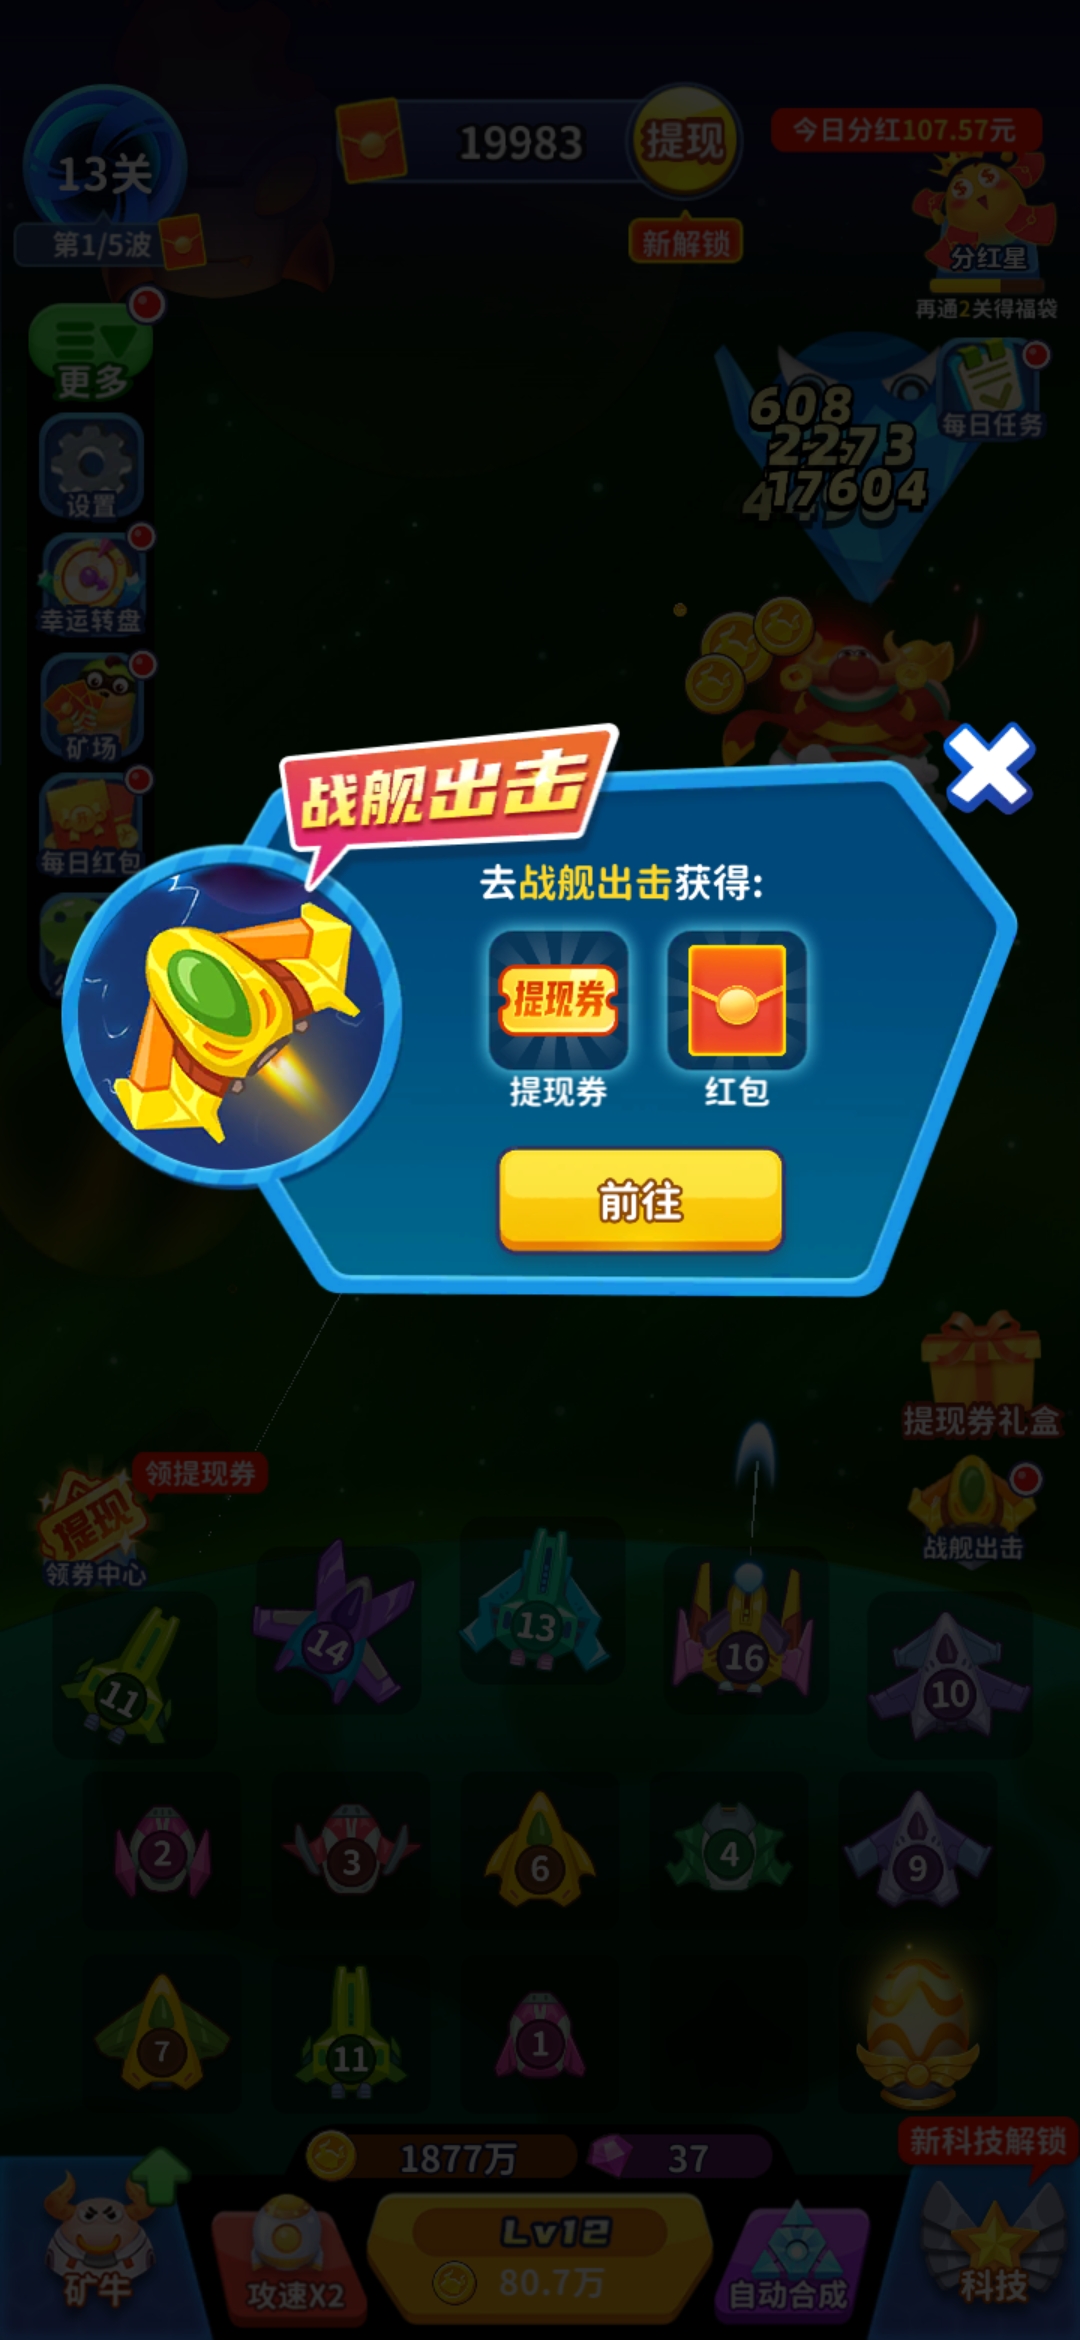 13关
19983
提现
今日分红107.57元
第1/5波
新解锁
分红星
再通2关得福袋
更多
每日任务
608
2273
17604
设置
幸运转盘
矿场
每日红包
战舰出击
去战舰出击获得:
提现券
提现券
红包
前往
提现券礼盒
领提现券
提现
领券中心
战舰出击
11
14
13
16
10
2
3
6
4
9
7
11
1
1877万
37
新科技解锁
矿牛
攻速X2
Lv12
80.7万
自动合成
科技